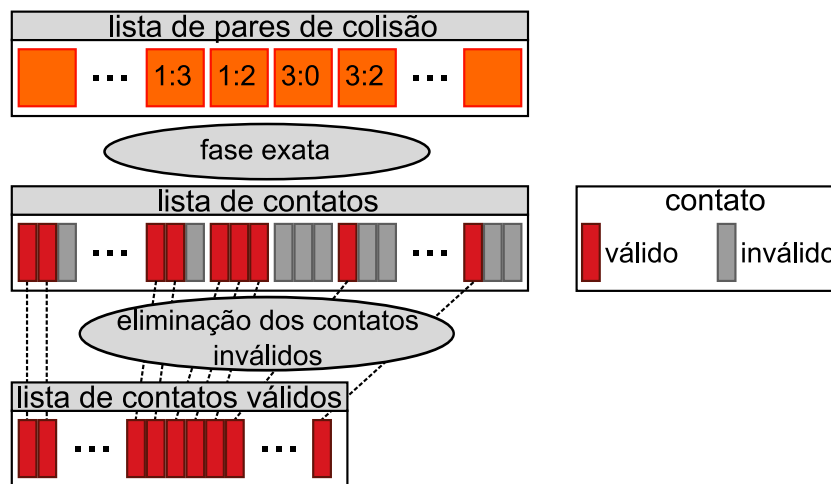 lista de pares de colisão
... 1:3 1:2 3:0 3:2 ...
fase exata
lista de contatos
... ...
contato
válido inválido
eliminação dos contatos
inválidos
lista de contatos válidos
... ...